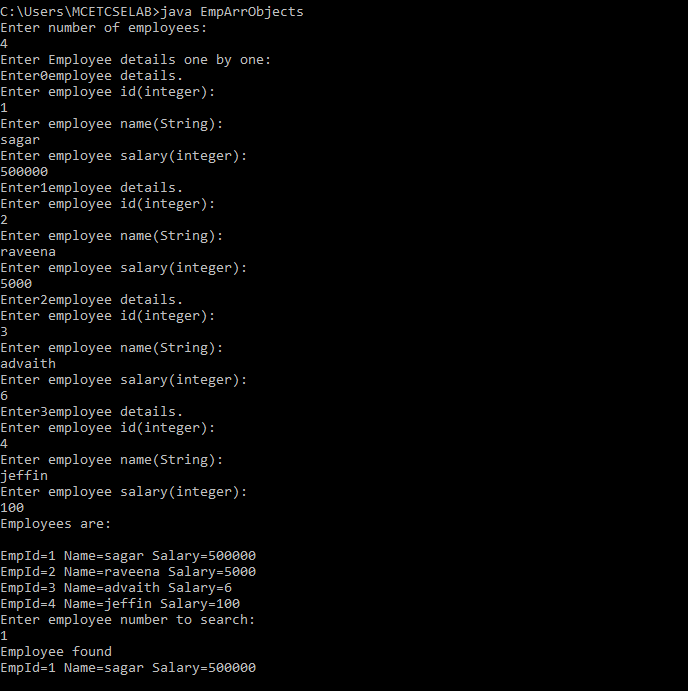 C:\Users\MCETCSELAB>java EmpArrObjects
Enter number of employees:
4
Enter Employee details one by one:
Enter0employee details.
Enter employee id(integer):
1
Enter employee name(String):
sagar
Enter employee salary(integer):
500000
Enter1employee details.
Enter employee id(integer):
2
Enter employee name(String):
raveena
Enter employee salary(integer):
5000
Enter2employee details.
Enter employee id(integer):
3
Enter employee name(String):
advaith
Enter employee salary(integer):
6
Enter3employee details.
Enter employee id(integer):
4
Enter employee name(String):
jeffin
Enter employee salary(integer):
100
Employees are:

EmpId=1 Name=sagar Salary=500000
EmpId=2 Name=raveena Salary=5000
EmpId=3 Name=advaith Salary=6
EmpId=4 Name=jeffin Salary=100
Enter employee number to search:
1
Employee found
EmpId=1 Name=sagar Salary=500000